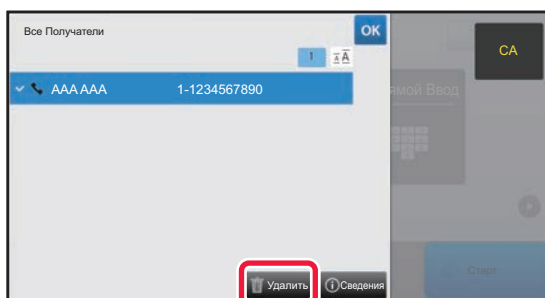 Все Получатели
OK
CA
1
AAA AAA 1-1234567890
ямой Ввод
Удалить
Сведения
Старт